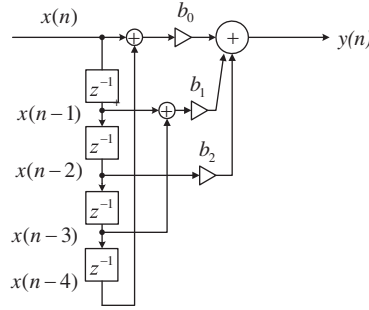 x(n)
b₀
+
+
y(n)
z⁻¹
b₁
x(n−1)
+
z⁻¹
x(n−2)
b₂
z⁻¹
x(n−3)
z⁻¹
x(n−4)